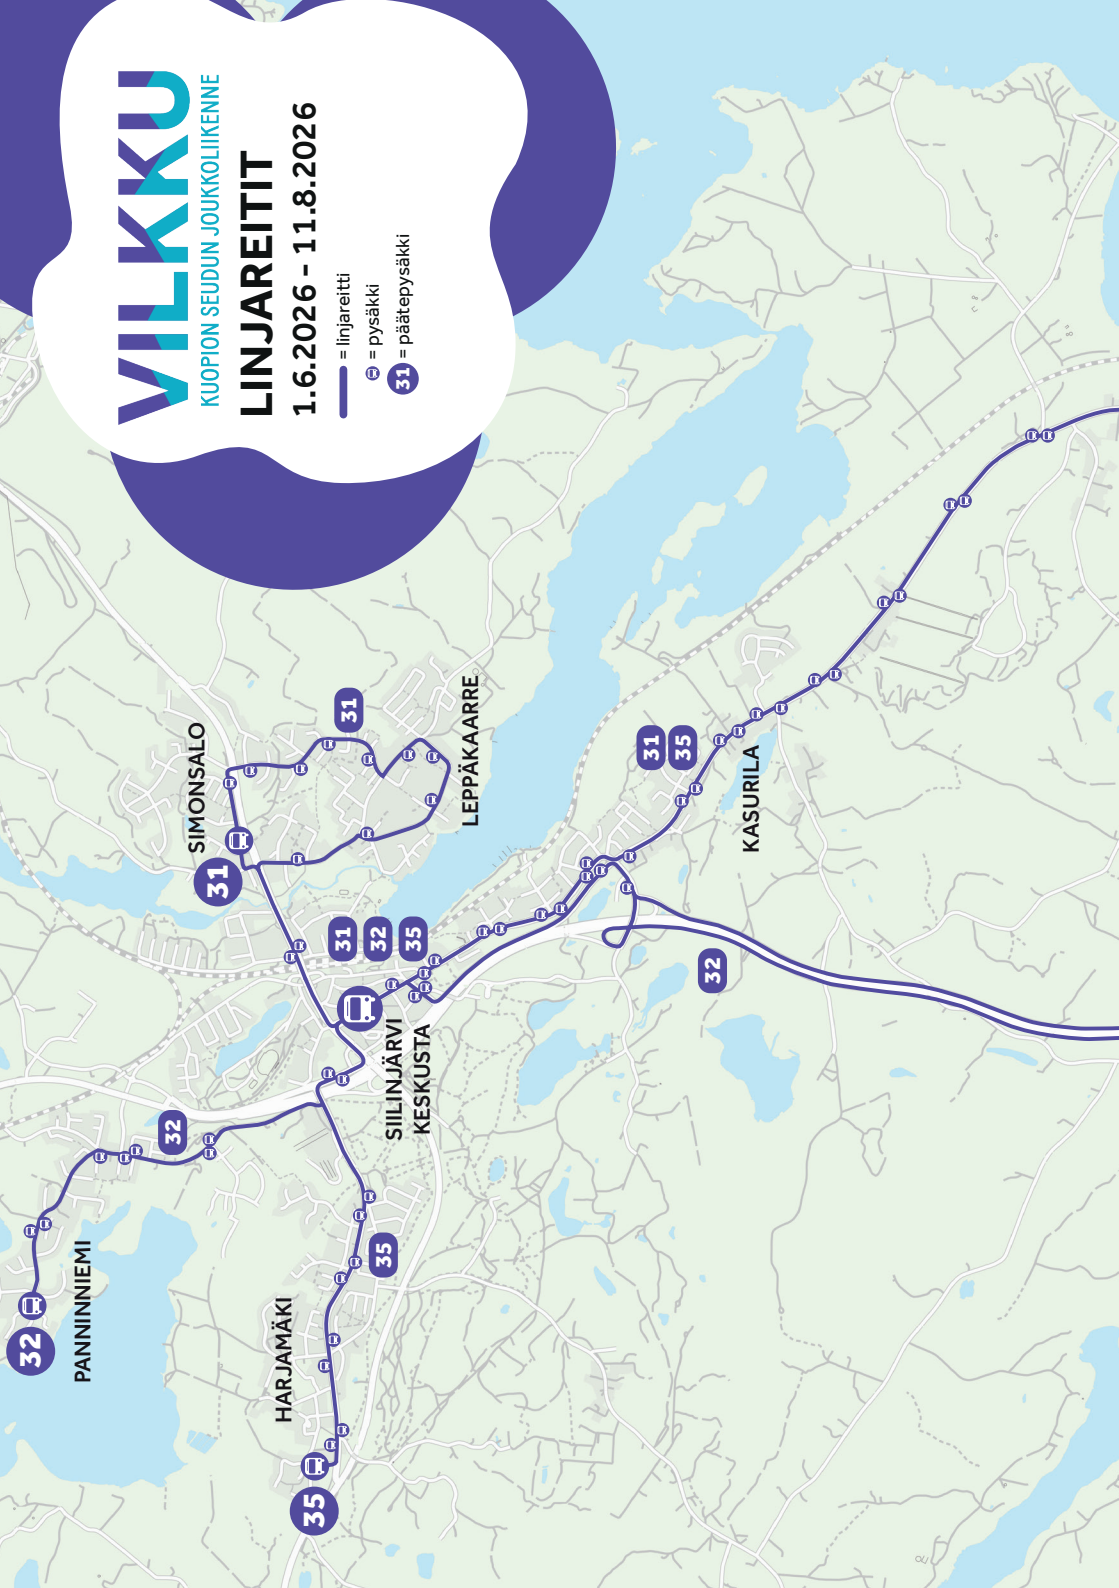 VILKKU
KUOPION SEUDUN JOUKKOLIIKENNE
LINJAREITIT
1.6.2026 - 11.8.2026
= linjareitti
= pysäkki
31 = päätepysäkki
32
PANNINNIEMI
32
SIMONSALO
31
31
LEPPÄKAARRE
31
32
35
SIILINJÄRVI
KESKUSTA
HARJAMÄKI
35
35
31
35
KASURILA
32